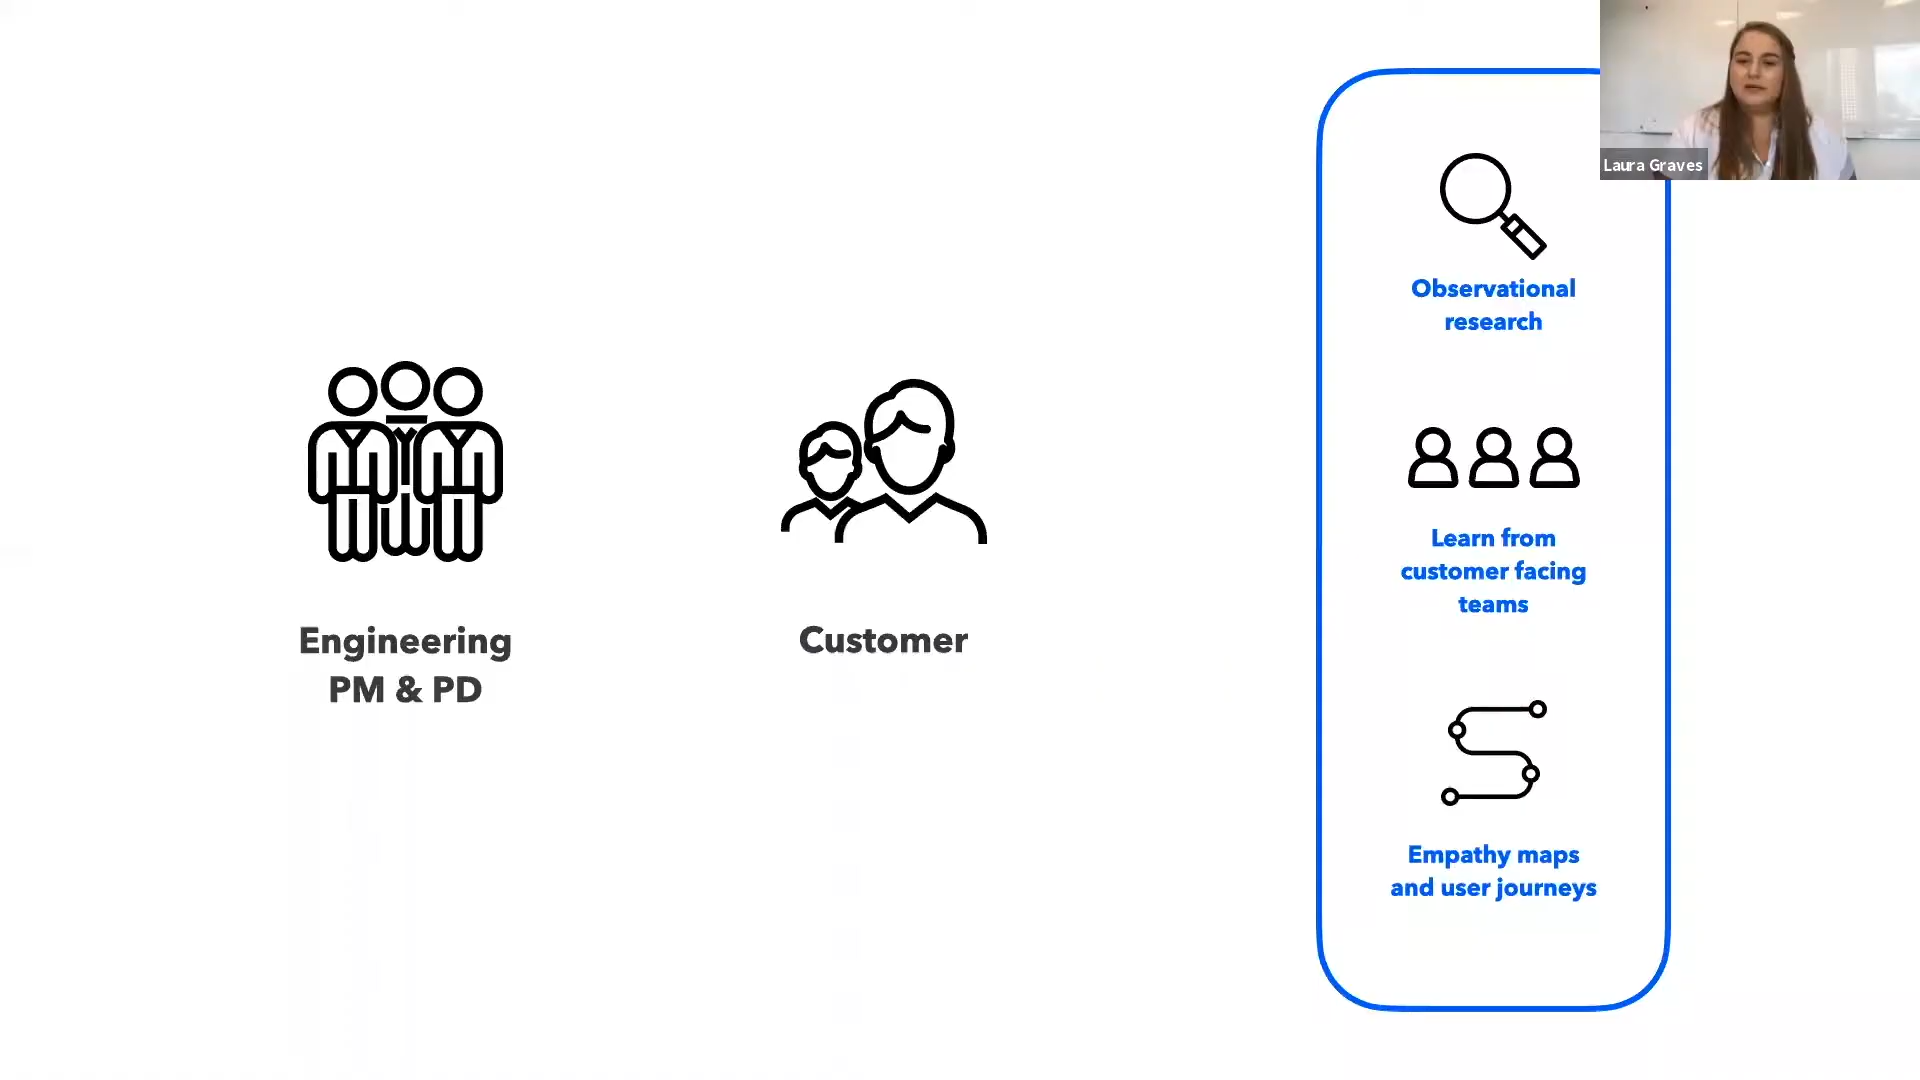 Laura Graves
Engineering
PM & PD
Customer
Observational
research
Learn from
customer facing
teams
Empathy maps
and user journeys